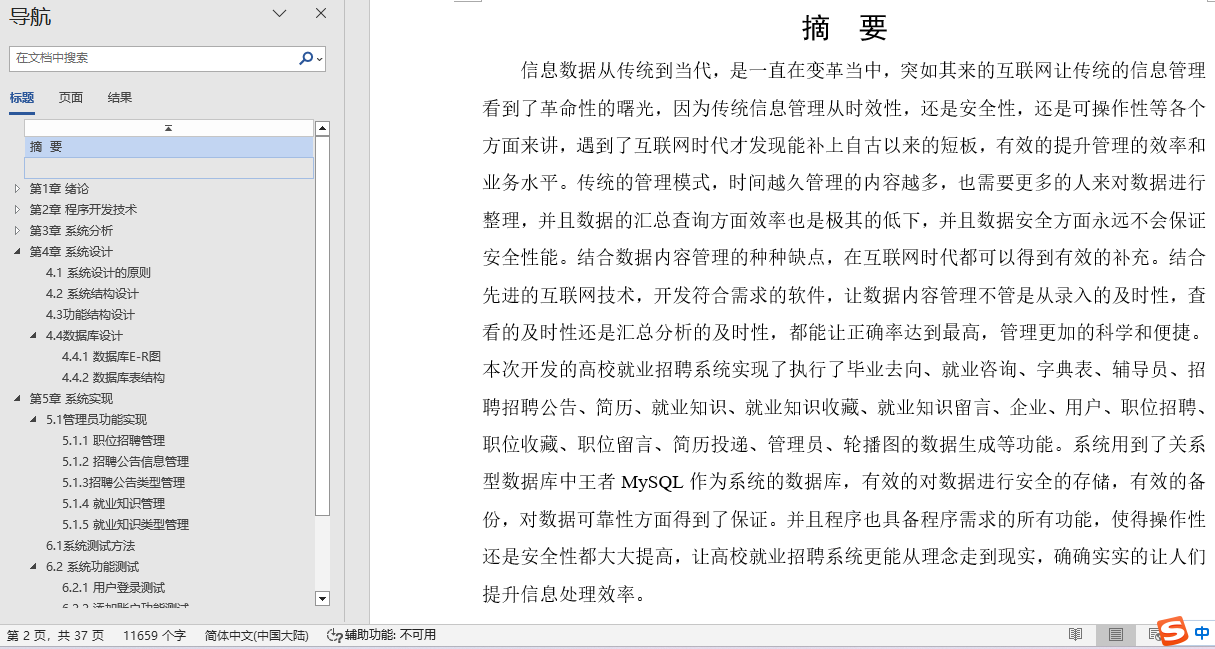 导航
在文档中搜索
标题 页面 结果
摘 要
第1章 绪论
第2章 程序开发技术
第3章 系统分析
第4章 系统设计
4.1 系统设计的原则
4.2 系统结构设计
4.3功能结构设计
4.4数据库设计
4.4.1 数据库E-R图
4.4.2 数据库表结构
第5章 系统实现
5.1管理员功能实现
5.1.1 职位招聘管理
5.1.2 招聘公告信息管理
5.1.3招聘公告类型管理
5.1.4 就业知识管理
5.1.5 就业知识类型管理
6.1系统测试方法
6.2 系统功能测试
6.2.1 用户登录测试
6.2.2 添加账户功能测试
摘 要
信息数据从传统到当代，是一直在变革当中，突如其来的互联网让传统的信息管理
看到了革命性的曙光，因为传统信息管理从时效性，还是安全性，还是可操作性等各个
方面来讲，遇到了互联网时代才发现能补上自古以来的短板，有效的提升管理的效率和
业务水平。传统的管理模式，时间越久管理的内容越多，也需要更多的人来对数据进行
整理，并且数据的汇总查询方面效率也是极其的低下，并且数据安全方面永远不会保证
安全性能。结合数据内容管理的种种缺点，在互联网时代都可以得到有效的补充。结合
先进的互联网技术，开发符合需求的软件，让数据内容管理不管是从录入的及时性，查
看的及时性还是汇总分析的及时性，都能让正确率达到最高，管理更加的科学和便捷。
本次开发的高校就业招聘系统实现了执行了毕业去向、就业咨询、字典表、辅导员、招
聘招聘公告、简历、就业知识、就业知识收藏、就业知识留言、企业、用户、职位招聘、
职位收藏、职位留言、简历投递、管理员、轮播图的数据生成等功能。系统用到了关系
型数据库中王者 MySQL 作为系统的数据库，有效的对数据进行安全的存储，有效的备
份，对数据可靠性方面得到了保证。并且程序也具备程序需求的所有功能，使得操作性
还是安全性都大大提高，让高校就业招聘系统更能从理念走到现实，确确实实的让人们
提升信息处理效率。
第 2 页，共 37 页 11659 个字 简体中文(中国大陆) 辅助功能: 不可用
中